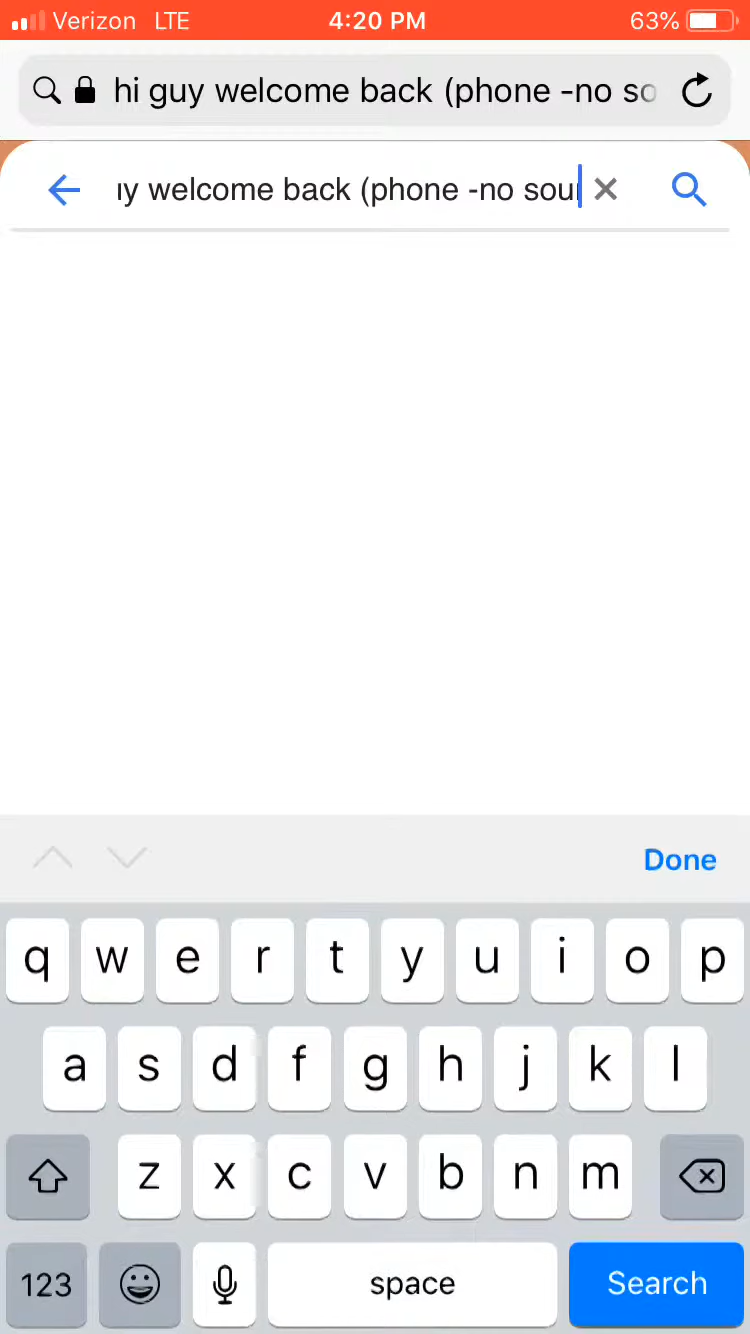 Verizon LTE 4:20 PM 63%
hi guy welcome back (phone -no so
uy welcome back (phone -no sou
Done
q w e r t y u i o p
a s d f g h j k l
z x c v b n m
123 space Search